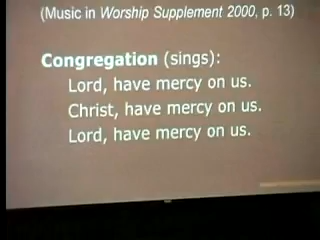 (Music in Worship Supplement 2000, p. 13)
Congregation (sings):
Lord, have mercy on us.
Christ, have mercy on us.
Lord, have mercy on us.